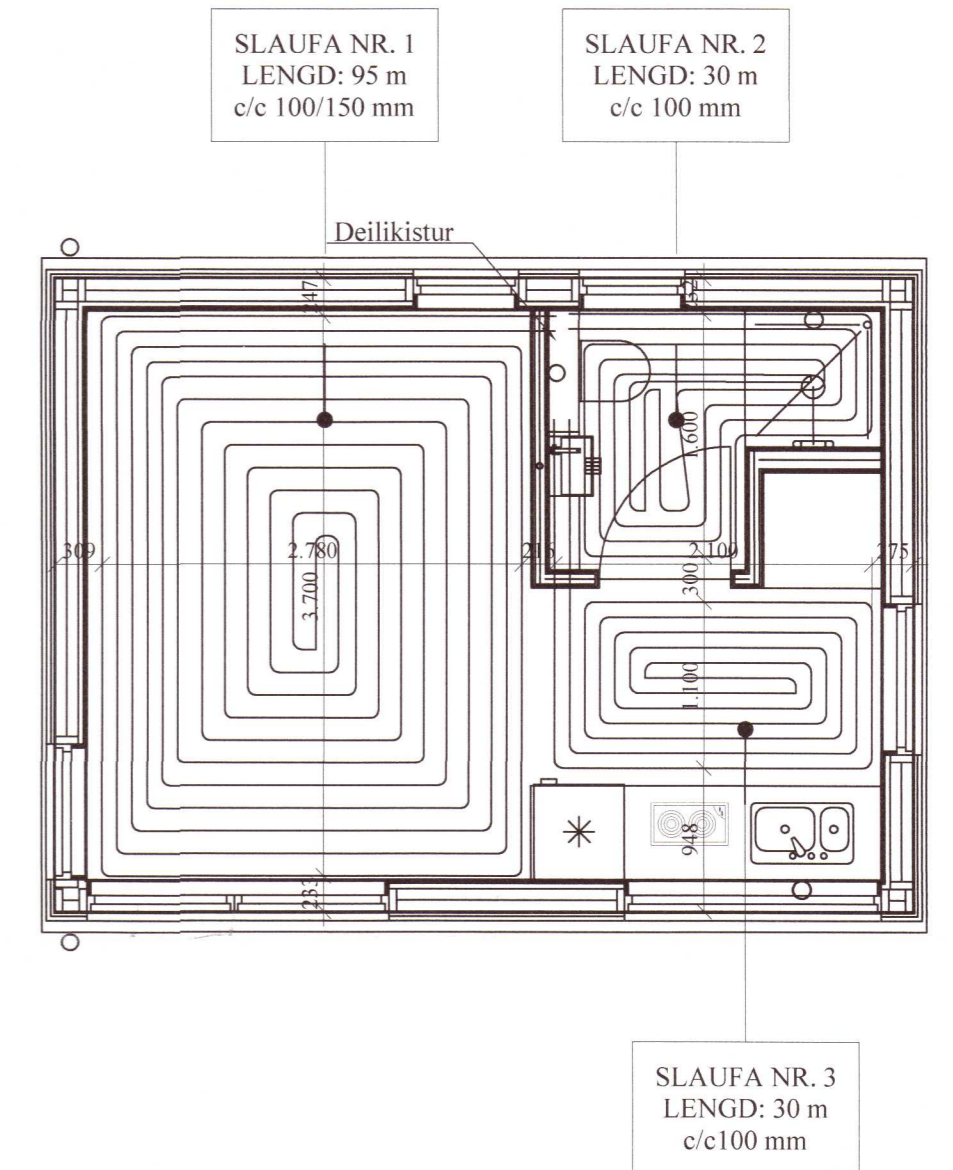 SLAUFA NR. 1
LENGD: 95 m
c/c 100/150 mm
SLAUFA NR. 2
LENGD: 30 m
c/c 100 mm
Deilikistur
247
1.600
309
2.780
2.100
275
300
3.700
1.100
948
233
SLAUFA NR. 3
LENGD: 30 m
c/c100 mm